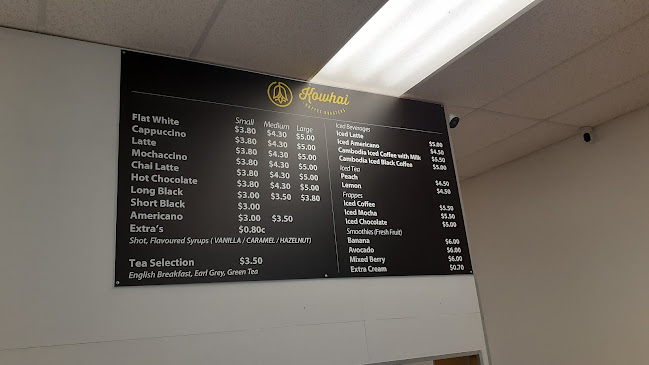 Kowhai
COFFEE ROASTERS
Small Medium Large
Flat White $3.80 $4.30 $5.00
Cappuccino $3.80 $4.30 $5.00
Latte $3.80 $4.30 $5.00
Mochaccino $3.80 $4.30 $5.00
Chai Latte $3.80 $4.30 $5.00
Hot Chocolate $3.80 $4.30 $5.00
Long Black $3.00 $3.50 $3.80
Short Black $3.00
Americano $3.00 $3.50
Extra's $0.80c
Shot, Flavoured Syrups ( VANILLA / CARAMEL / HAZELNUT)
Tea Selection $3.50
English Breakfast, Earl Grey, Green Tea
Iced Beverages
Iced Latte $5.00
Iced Americano $4.50
Cambodia Iced Coffee with Milk $5.50
Cambodia Iced Black Coffee $5.00
Iced Tea
Peach $4.50
Lemon $4.50
Frappes
Iced Coffee $5.50
Iced Mocha $5.50
Iced Chocolate $5.00
Smoothies (Fresh Fruit)
Banana $6.00
Avocado $6.00
Mixed Berry $6.00
Extra Cream $0.70